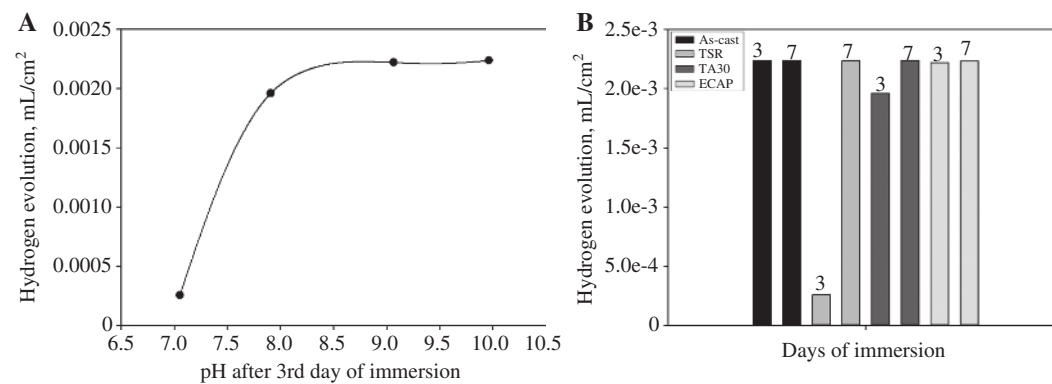 A
0.0025
0.0020
0.0015
0.0010
0.0005
0
6.5 7.0 7.5 8.0 8.5 9.0 9.5 10.0 10.5
pH after 3rd day of immersion
Hydrogen evolution, mL/cm²
B
2.5e-3
2.0e-3
1.5e-3
1.0e-3
5.0e-4
0
As-cast
TSR
TA30
ECAP
3 7 3 7 3 7 3 7
Days of immersion
Hydrogen evolution, mL/cm²